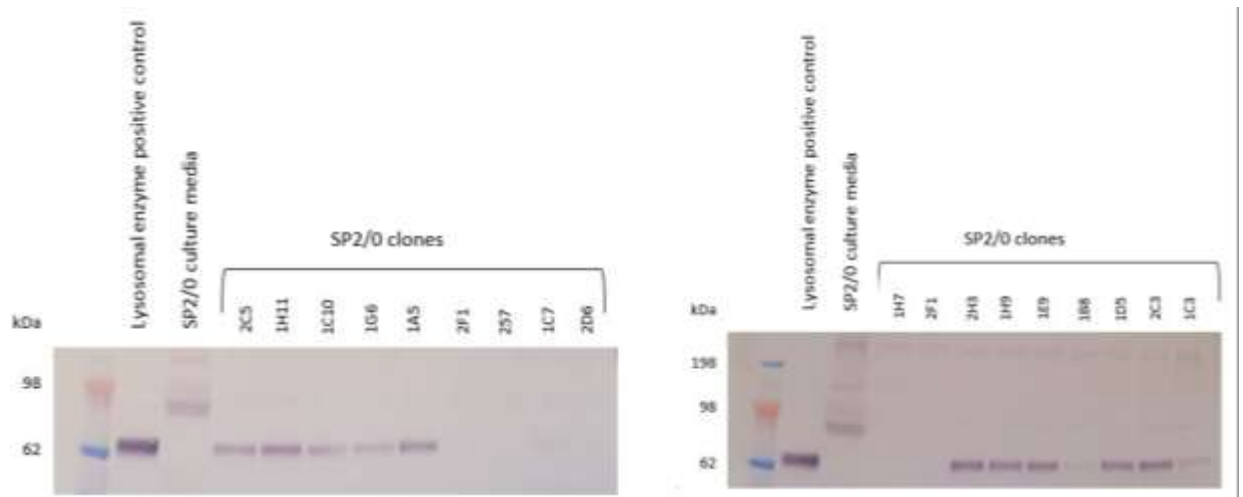 Lysosomal enzyme positive control
SP2/0 culture media
SP2/0 clones
2C5
1H11
1C10
1G6
1A5
2F1
257
1C7
2D6
kDa
98
62
Lysosomal enzyme positive control
SP2/0 culture media
SP2/0 clones
1H7
2F1
2H3
1H9
1E9
1B8
1D5
2C3
1C3
kDa
198
98
62